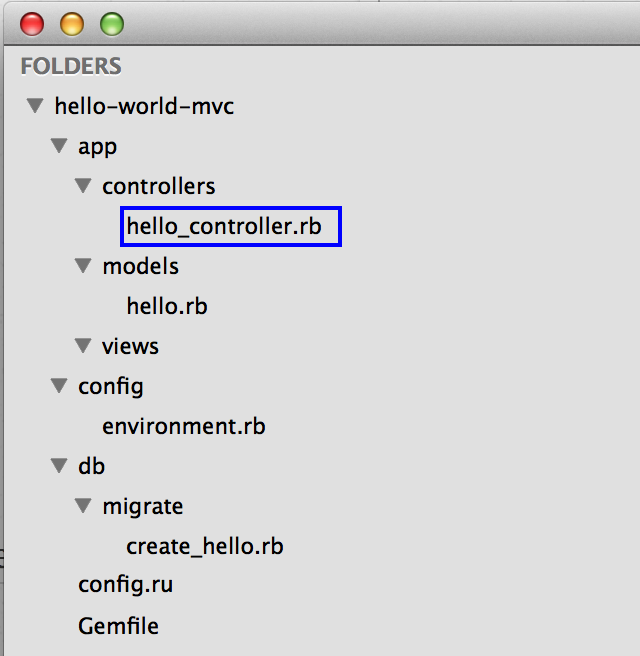 FOLDERS
hello-world-mvc
app
controllers
hello_controller.rb
models
hello.rb
views
config
environment.rb
db
migrate
create_hello.rb
config.ru
Gemfile